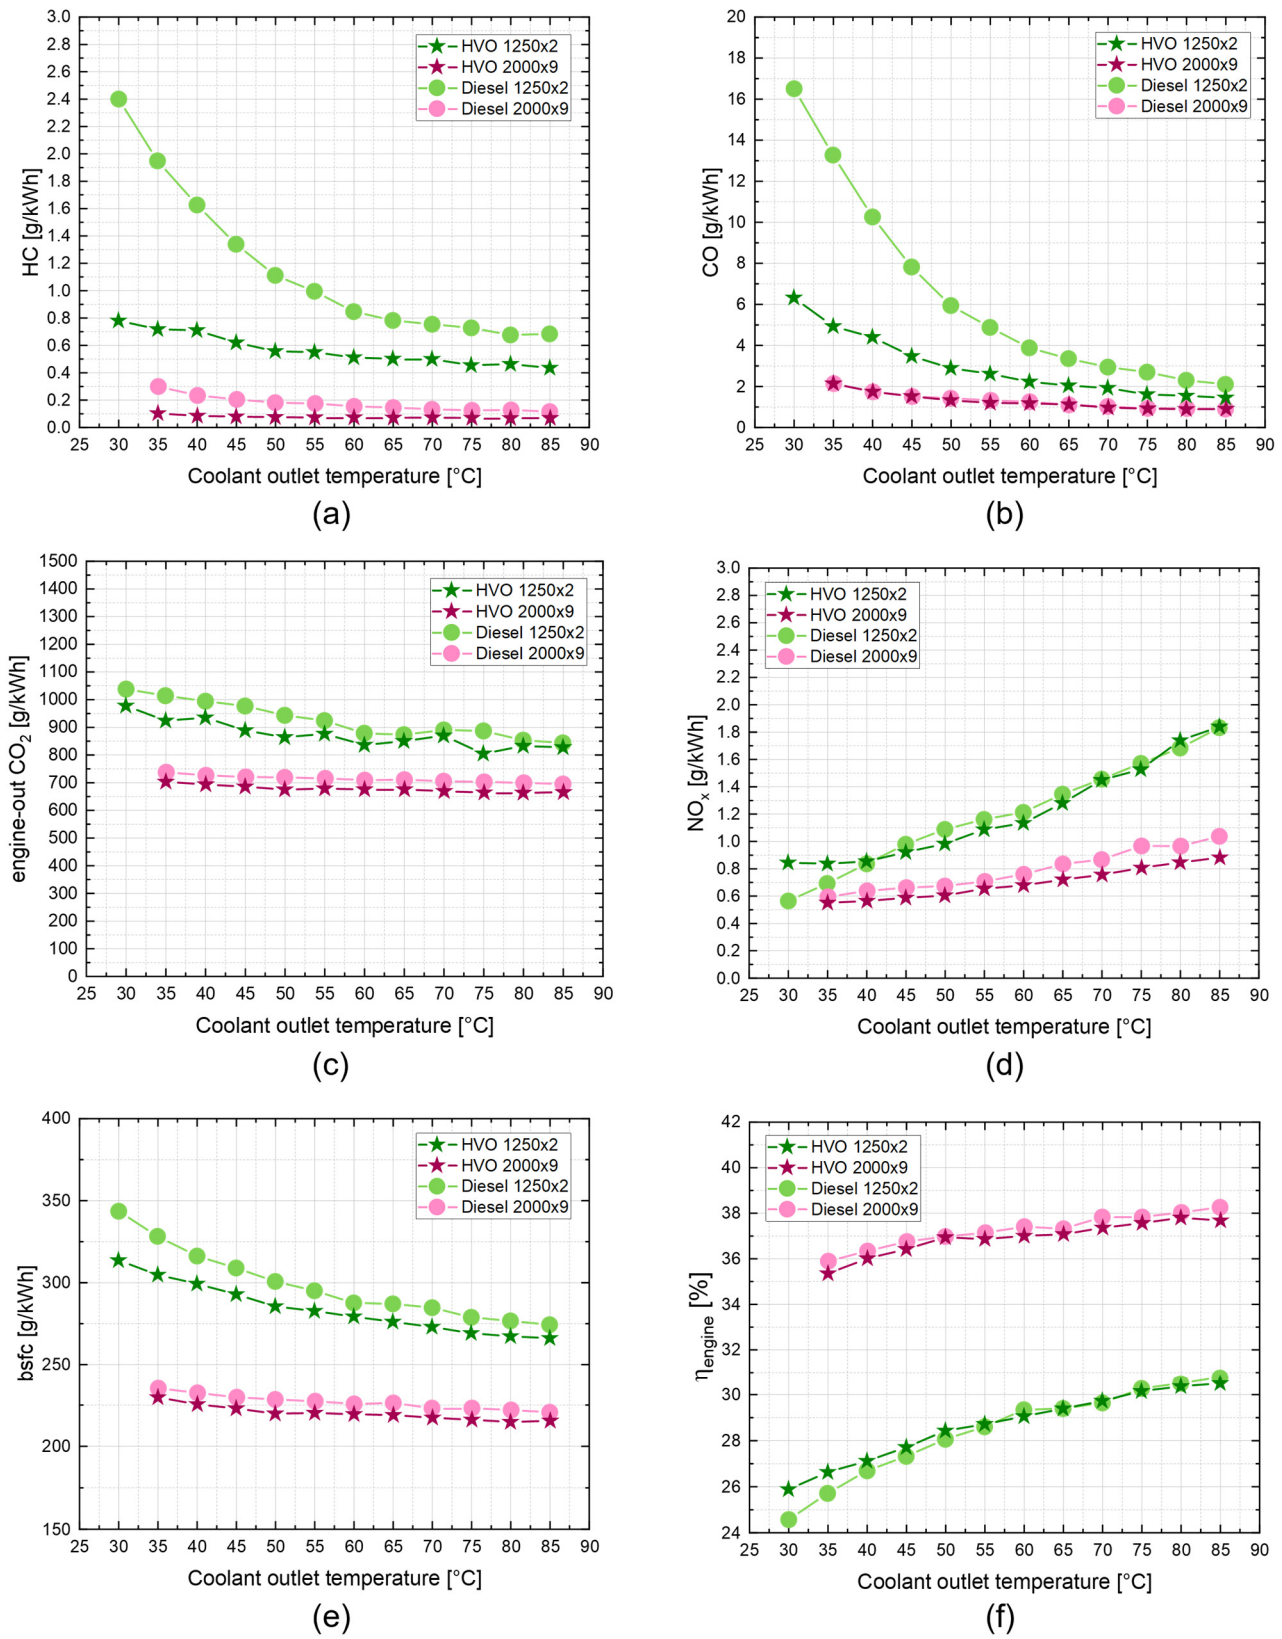 HC [g/kWh]
3.0
2.8
2.6
2.4
2.2
2.0
1.8
1.6
1.4
1.2
1.0
0.8
0.6
0.4
0.2
0.0
HVO 1250x2
HVO 2000x9
Diesel 1250x2
Diesel 2000x9
25 30 35 40 45 50 55 60 65 70 75 80 85 90
Coolant outlet temperature [°C]
(a)
CO [g/kWh]
20
18
16
14
12
10
8
6
4
2
0
HVO 1250x2
HVO 2000x9
Diesel 1250x2
Diesel 2000x9
25 30 35 40 45 50 55 60 65 70 75 80 85 90
Coolant outlet temperature [°C]
(b)
engine-out CO2 [g/kWh]
1500
1400
1300
1200
1100
1000
900
800
700
600
500
400
300
200
100
0
HVO 1250x2
HVO 2000x9
Diesel 1250x2
Diesel 2000x9
25 30 35 40 45 50 55 60 65 70 75 80 85 90
Coolant outlet temperature [°C]
(c)
NOx [g/kWh]
3.0
2.8
2.6
2.4
2.2
2.0
1.8
1.6
1.4
1.2
1.0
0.8
0.6
0.4
0.2
0.0
HVO 1250x2
HVO 2000x9
Diesel 1250x2
Diesel 2000x9
25 30 35 40 45 50 55 60 65 70 75 80 85 90
Coolant outlet temperature [°C]
(d)
bsfc [g/kWh]
400
350
300
250
200
150
HVO 1250x2
HVO 2000x9
Diesel 1250x2
Diesel 2000x9
25 30 35 40 45 50 55 60 65 70 75 80 85 90
Coolant outlet temperature [°C]
(e)
ηengine [%]
42
40
38
36
34
32
30
28
26
24
HVO 1250x2
HVO 2000x9
Diesel 1250x2
Diesel 2000x9
25 30 35 40 45 50 55 60 65 70 75 80 85 90
Coolant outlet temperature [°C]
(f)